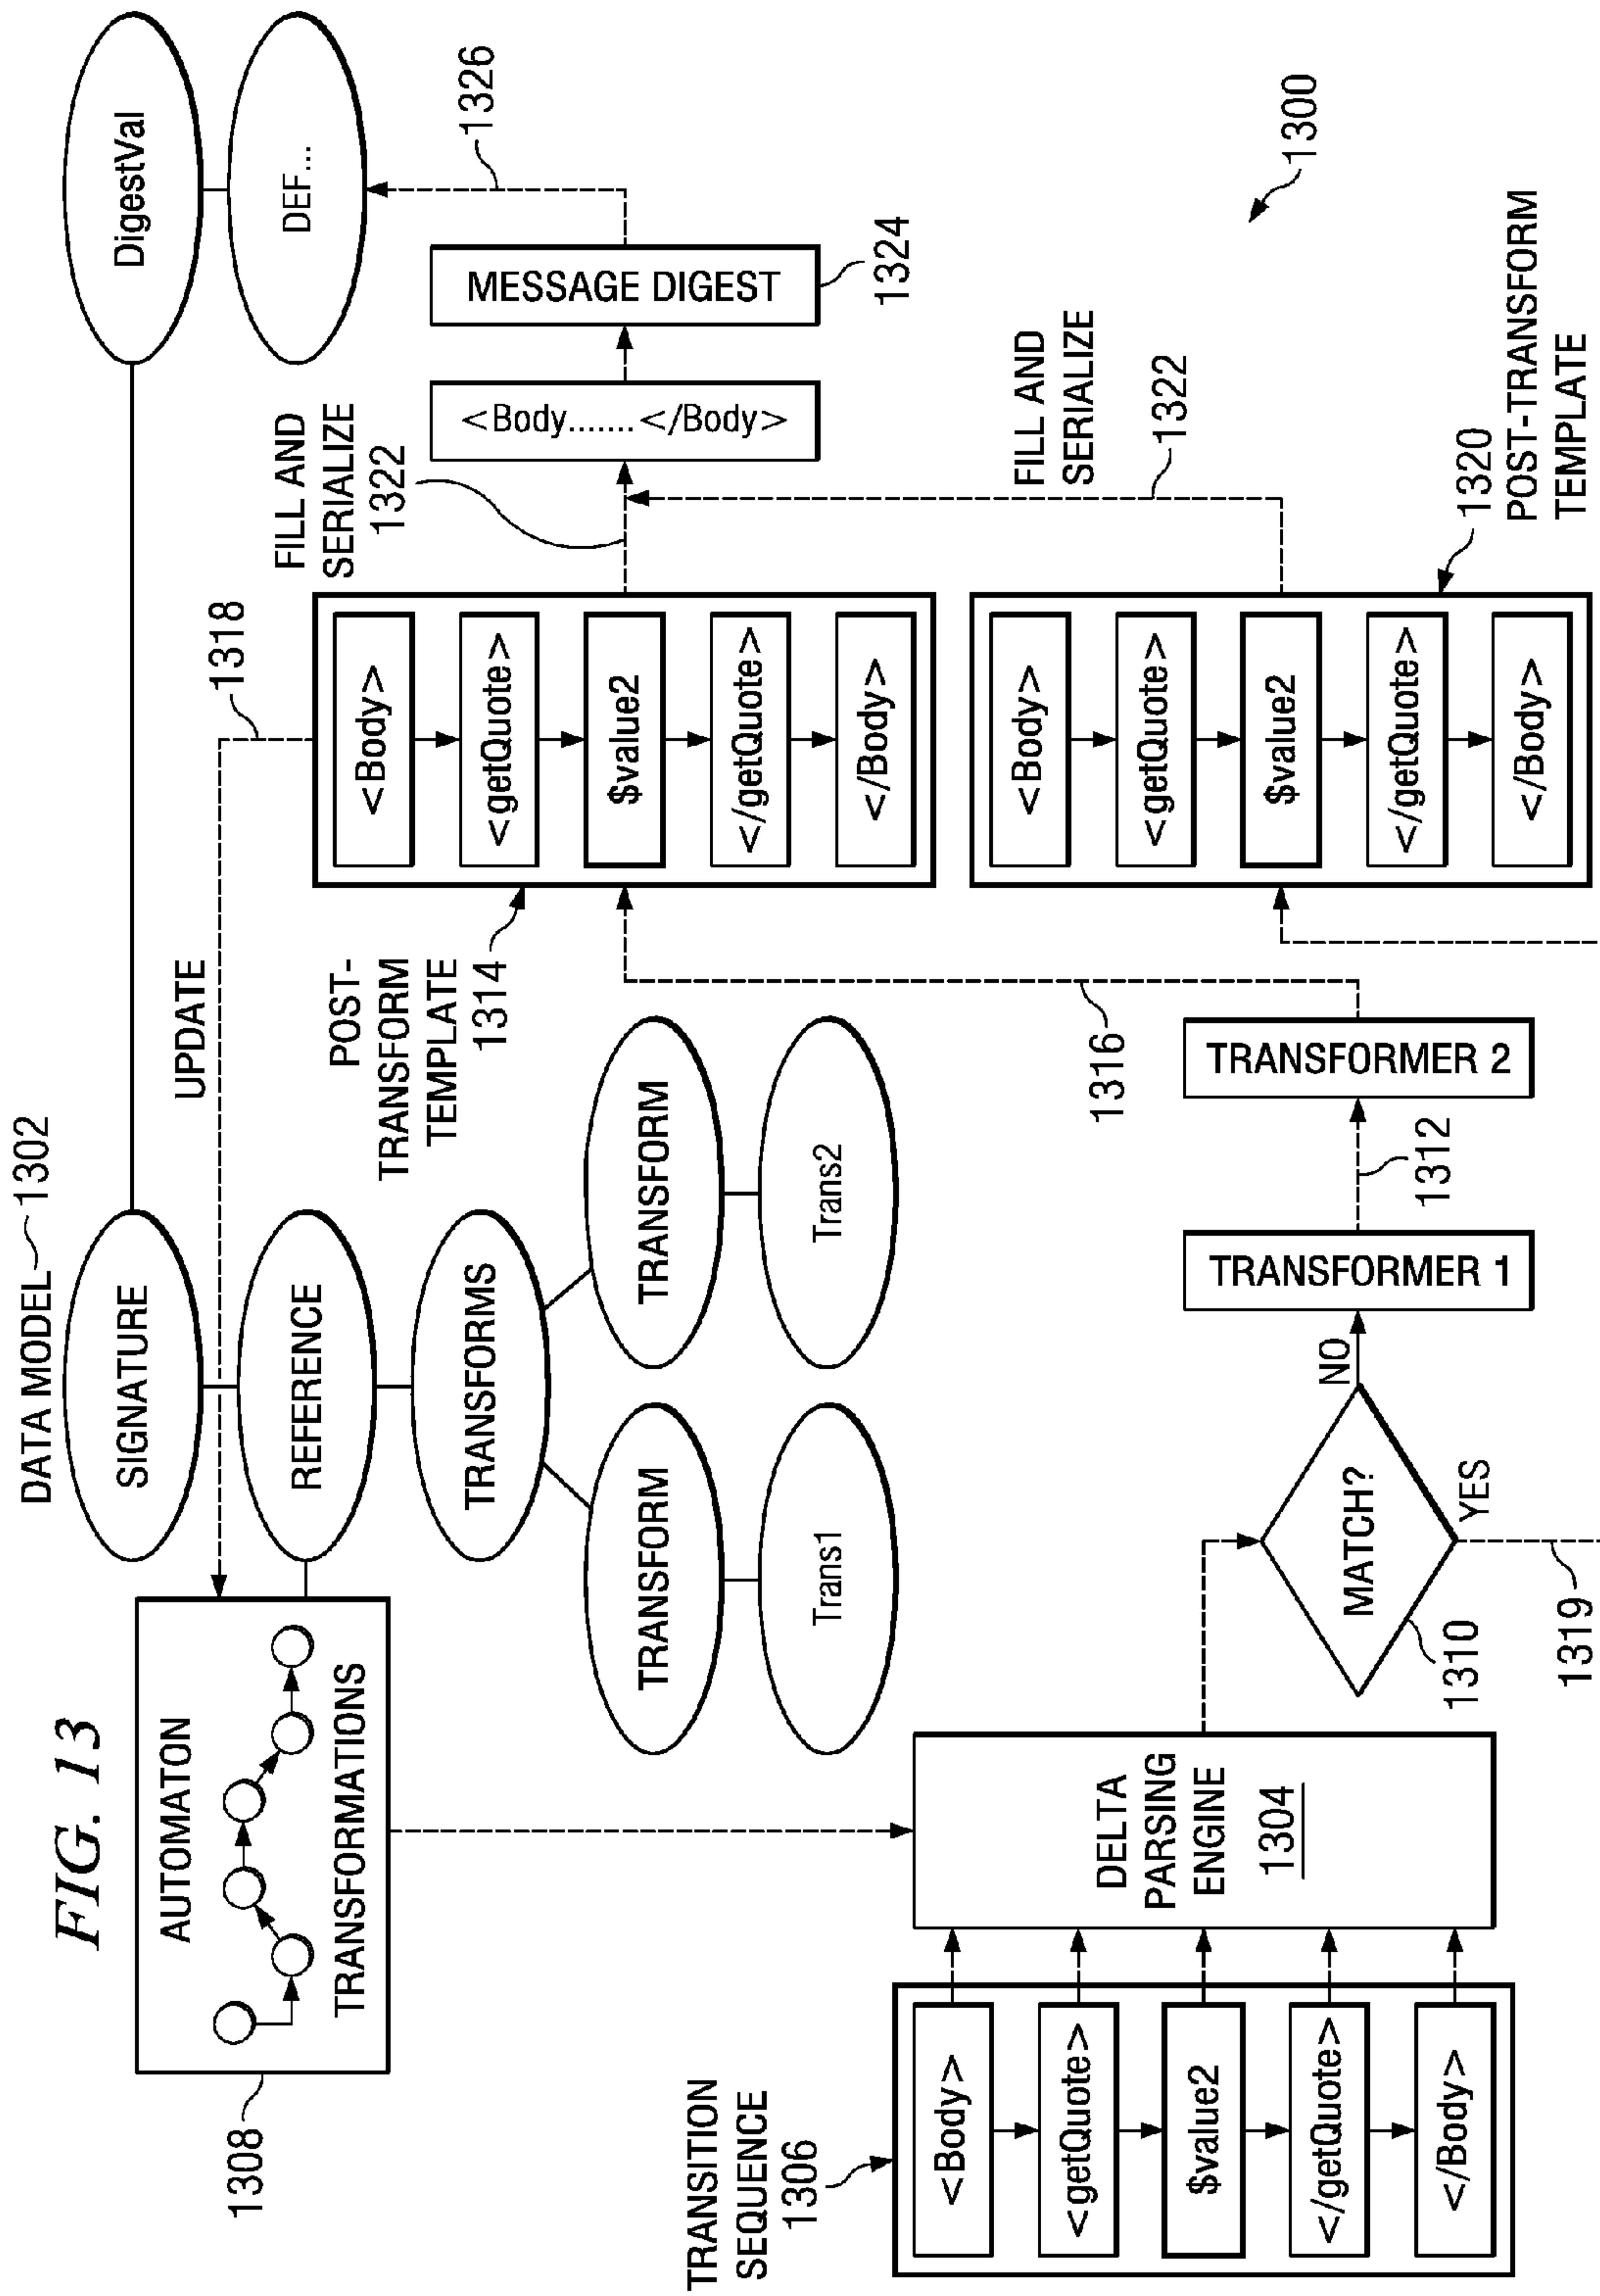 FIG. 13
DATA MODEL 1302
SIGNATURE
DigestVal
DEF...
REFERENCE
TRANSFORMS
TRANSFORM
TRANSFORM
Trans1
Trans2
AUTOMATON
TRANSFORMATIONS
1308
UPDATE
1318
POST-
TRANSFORM
TEMPLATE
1314
<Body>
<getQuote>
$value2
</getQuote>
</Body>
FILL AND
SERIALIZE
1322
<Body.......</Body>
MESSAGE DIGEST
1324
1326
TRANSITION
SEQUENCE
1306
<Body>
<getQuote>
$value2
</getQuote>
</Body>
DELTA
PARSING
ENGINE
1304
MATCH?
1310
NO
YES
1319
TRANSFORMER 1
1312
TRANSFORMER 2
1316
<Body>
<getQuote>
$value2
</getQuote>
</Body>
FILL AND
SERIALIZE
1322
1320
POST-TRANSFORM
TEMPLATE
1300